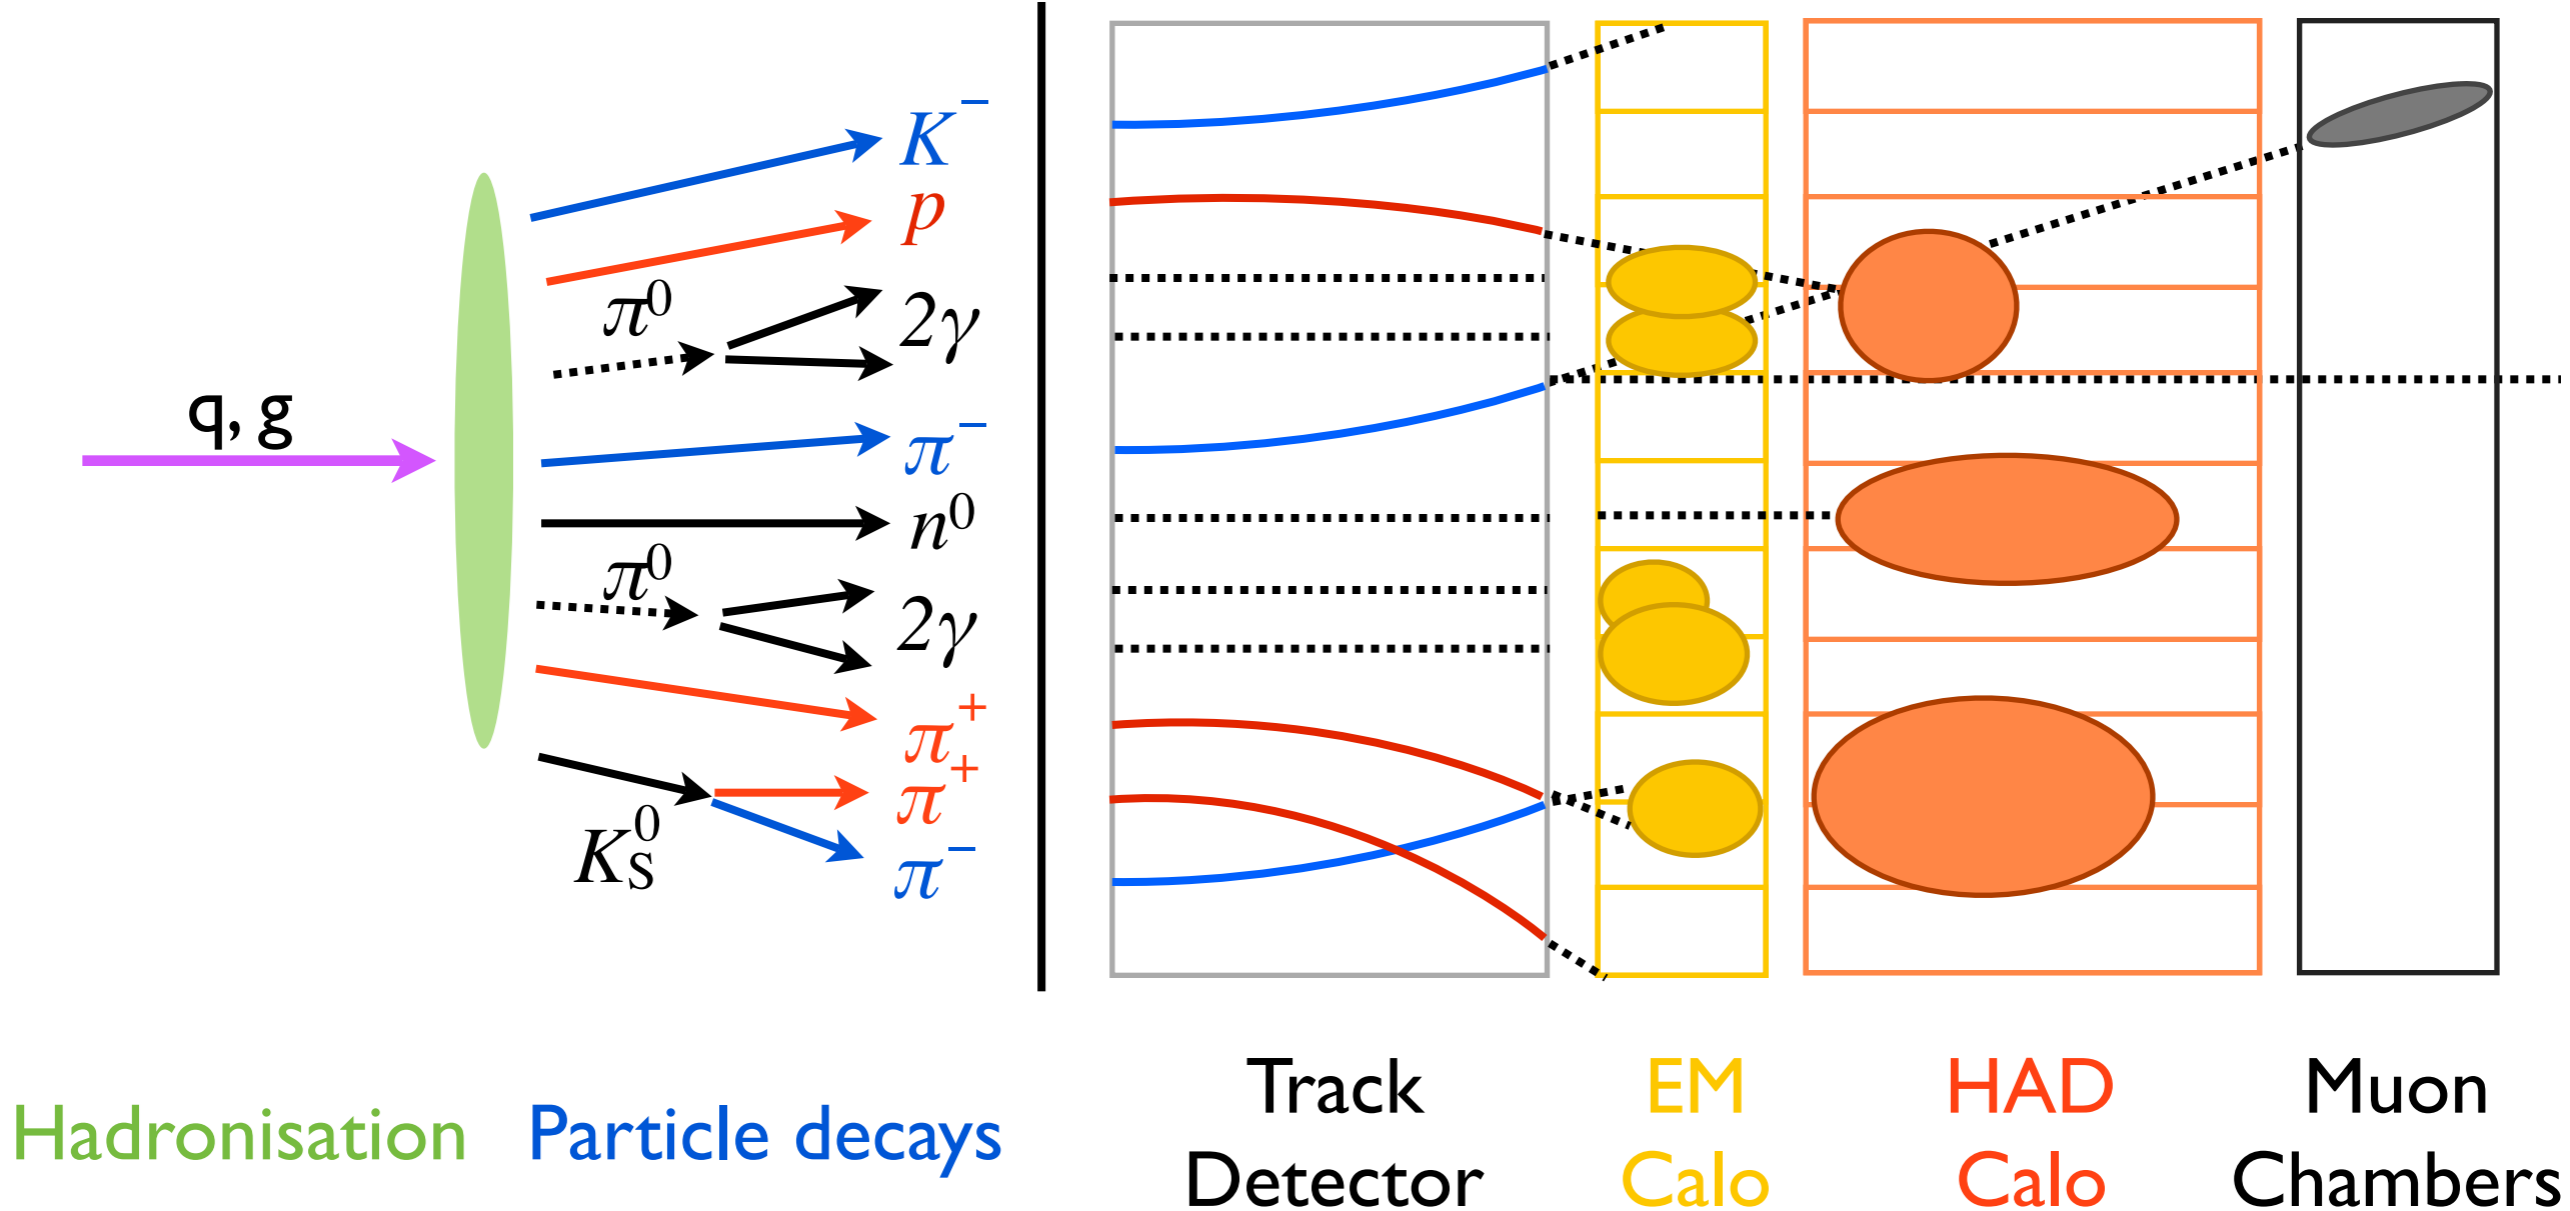 K⁻
p
π⁰
2γ
q, g
π⁻
n⁰
π⁰
2γ
π⁺
π⁺
K⁰S
π⁻
Track Detector
EM Calo
HAD Calo
Muon Chambers
Hadronisation
Particle decays